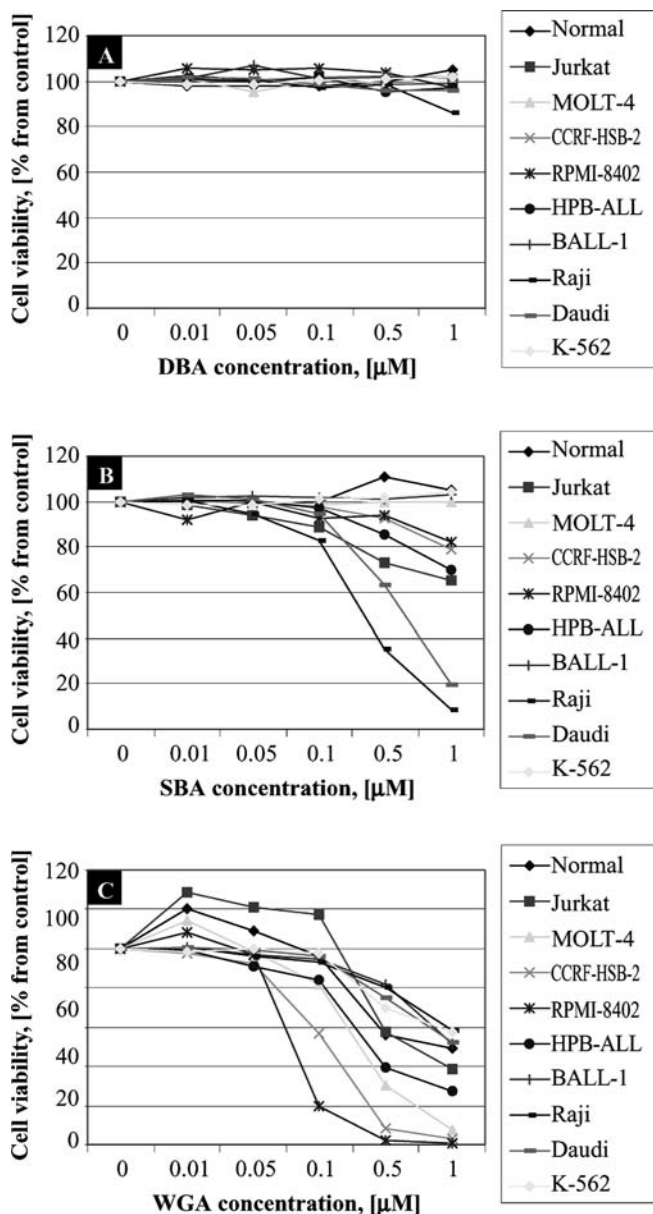 A
Cell viability, [% from control]
120
100
80
60
40
20
0
0 0.01 0.05 0.1 0.5 1
DBA concentration, [μM]
Normal
Jurkat
MOLT-4
CCRF-HSB-2
RPMI-8402
HPB-ALL
BALL-1
Raji
Daudi
K-562
B
Cell viability, [% from control]
120
100
80
60
40
20
0
0 0.01 0.05 0.1 0.5 1
SBA concentration, [μM]
Normal
Jurkat
MOLT-4
CCRF-HSB-2
RPMI-8402
HPB-ALL
BALL-1
Raji
Daudi
K-562
C
Cell viability, [% from control]
120
100
80
60
40
20
0
0 0.01 0.05 0.1 0.5 1
WGA concentration, [μM]
Normal
Jurkat
MOLT-4
CCRF-HSB-2
RPMI-8402
HPB-ALL
BALL-1
Raji
Daudi
K-562